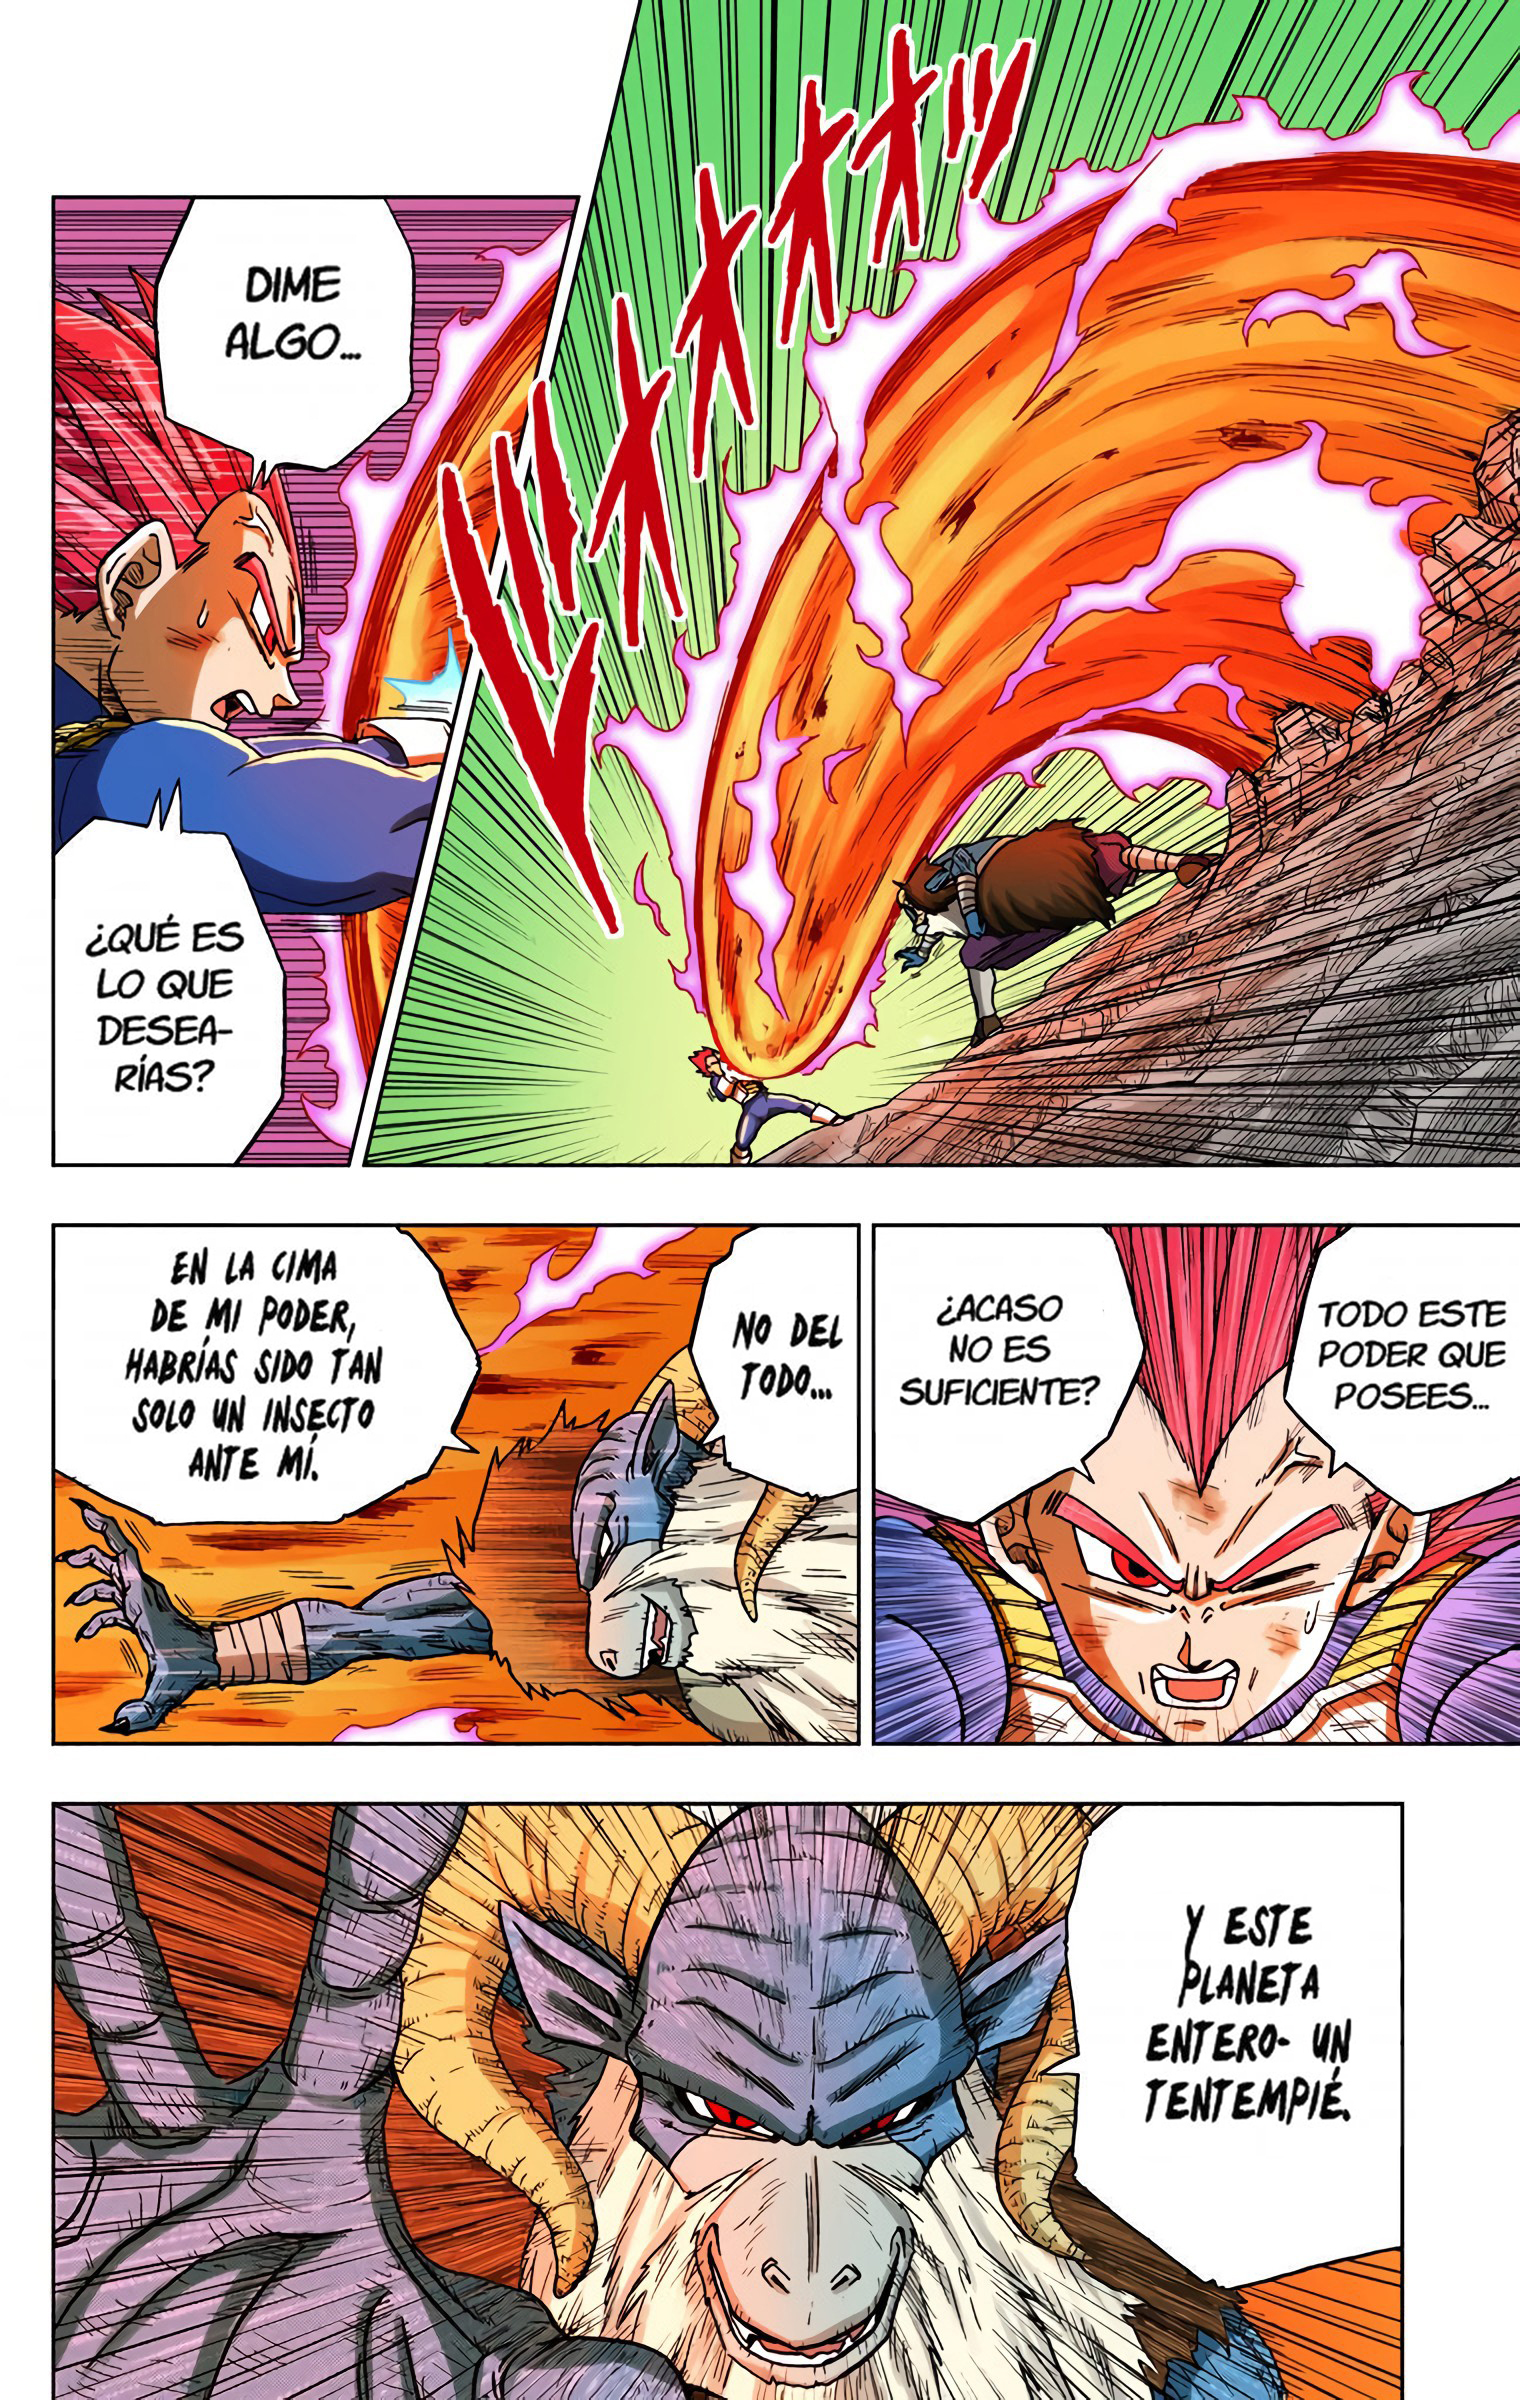 ドドオオオオオッ
DIME
ALGO...
¿QUÉ ES
LO QUE
DESEA-
RÍAS?
TODO ESTE
PODER QUE
POSEES...
¿ACASO
NO ES
SUFICIENTE?
NO DEL
TODO...
EN LA CIMA
DE MI PODER,
HABRÍAS SIDO TAN
SOLO UN INSECTO
ANTE MÍ.
Y ESTE
PLANETA
ENTERO- UN
TENTEMPIÉ.